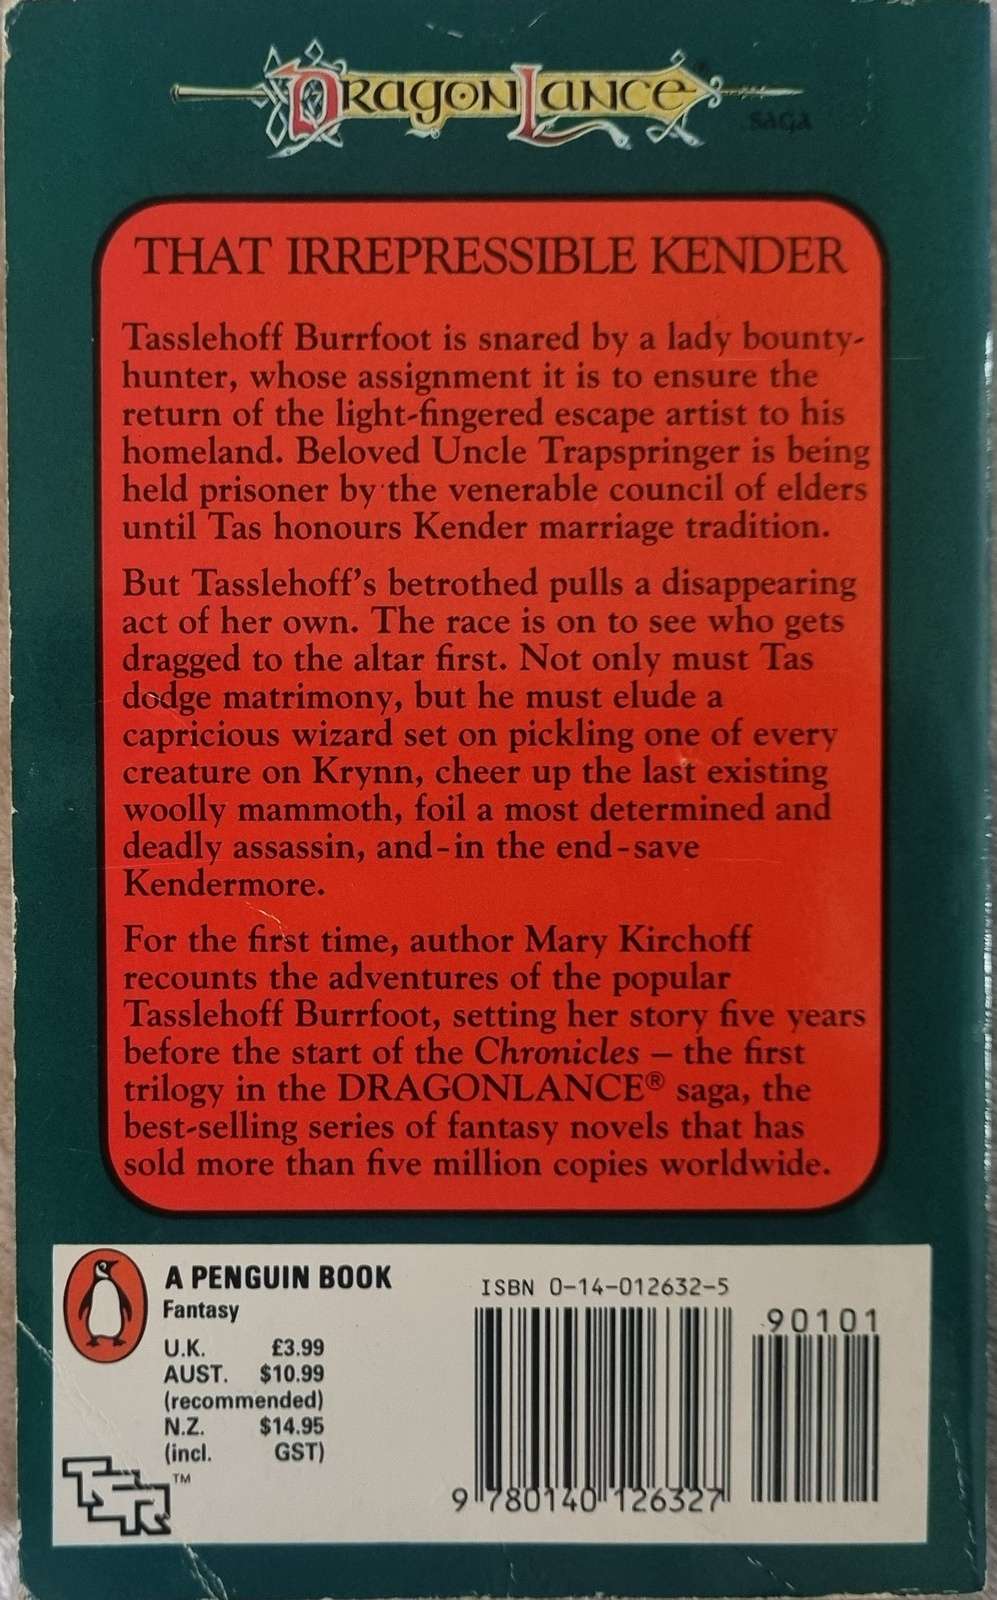 DRAGONLANCE
SAGA
THAT IRREPRESSIBLE KENDER
Tasslehoff Burrfoot is snared by a lady bounty-
hunter, whose assignment it is to ensure the
return of the light-fingered escape artist to his
homeland. Beloved Uncle Trapspringer is being
held prisoner by the venerable council of elders
until Tas honours Kender marriage tradition.
But Tasslehoff's betrothed pulls a disappearing
act of her own. The race is on to see who gets
dragged to the altar first. Not only must Tas
dodge matrimony, but he must elude a
capricious wizard set on pickling one of every
creature on Krynn, cheer up the last existing
woolly mammoth, foil a most determined and
deadly assassin, and-in the end-save
Kendermore.
For the first time, author Mary Kirchoff
recounts the adventures of the popular
Tasslehoff Burrfoot, setting her story five years
before the start of the Chronicles – the first
trilogy in the DRAGONLANCE® saga, the
best-selling series of fantasy novels that has
sold more than five million copies worldwide.
A PENGUIN BOOK
Fantasy
U.K. £3.99
AUST. $10.99
(recommended)
N.Z. $14.95
(incl. GST)
TSR™
ISBN 0-14-012632-5
90101
9 780140 126327